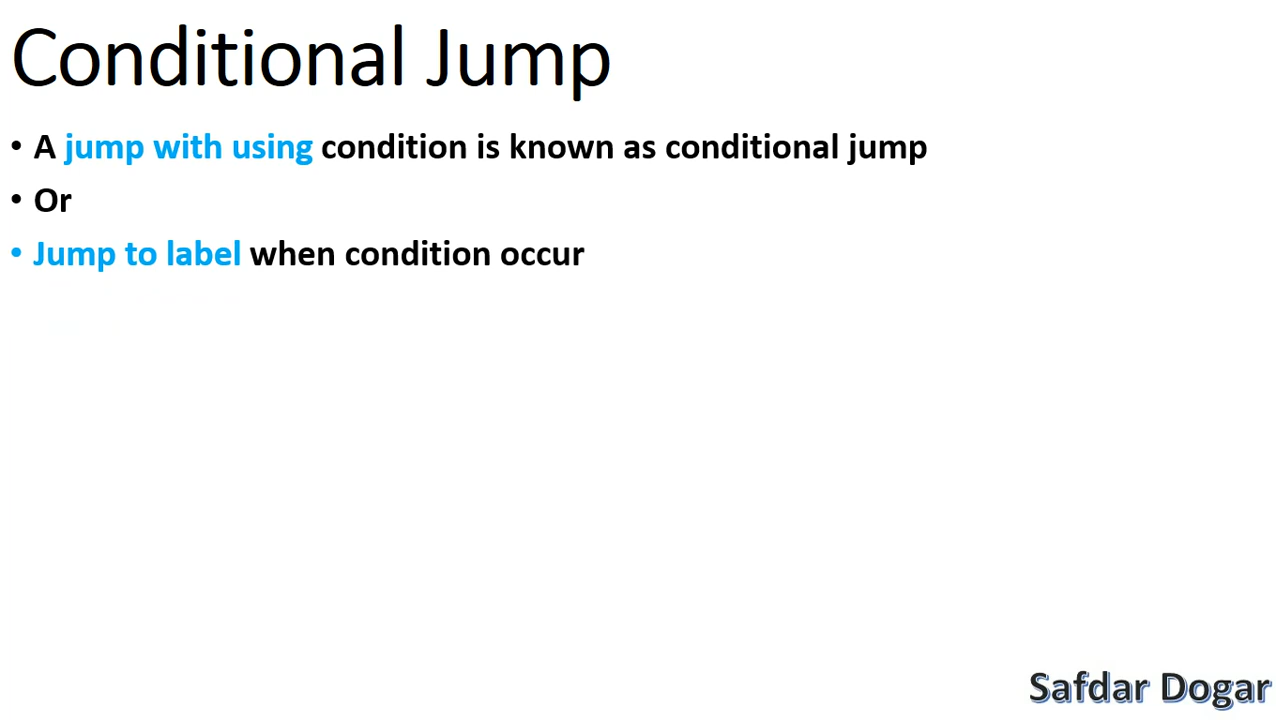 Conditional Jump
• A jump with using condition is known as conditional jump
• Or
• Jump to label when condition occur
Safdar Dogar